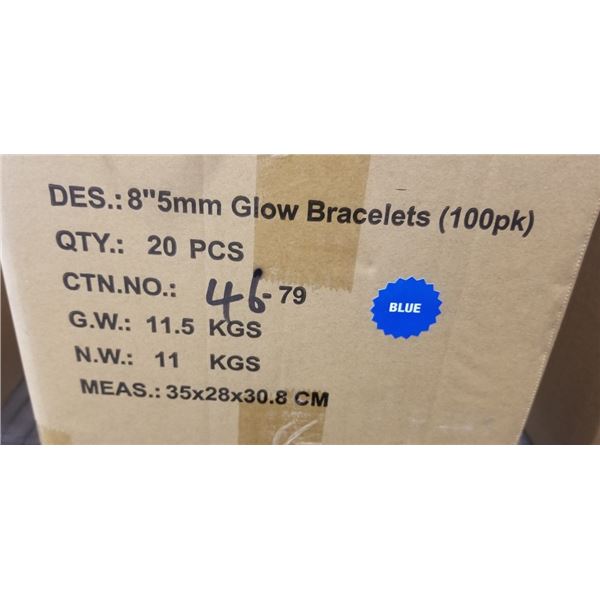 DES.: 8"5mm Glow Bracelets (100pk)
QTY.: 20 PCS
CTN.NO.: 46-79
BLUE
G.W.: 11.5 KGS
N.W.: 11 KGS
MEAS.: 35x28x30.8 CM